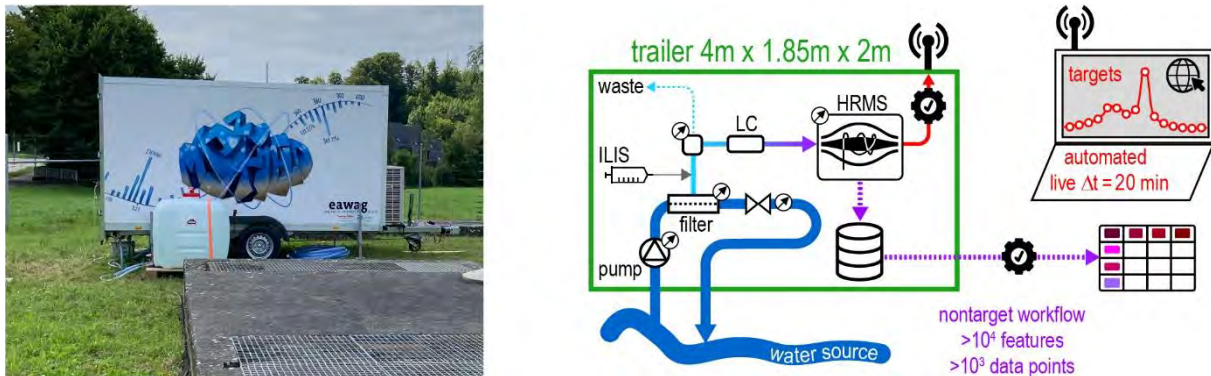 eawag
trailer 4m x 1.85m x 2m
waste
LC
HRMS
ILIS
filter
pump
water source
targets
automated
live Δt = 20 min
nontarget workflow
>10⁴ features
>10³ data points